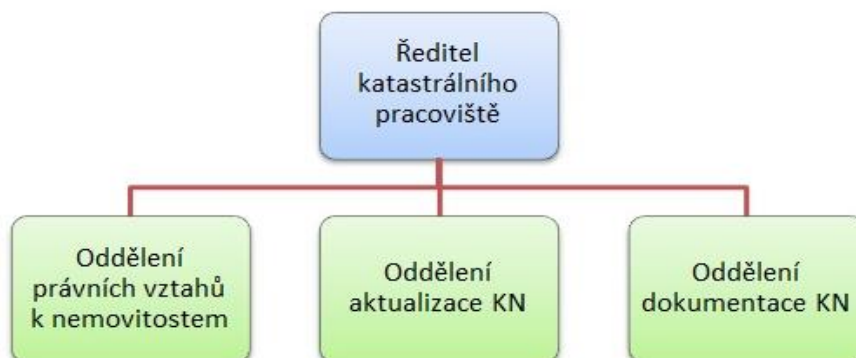 Ředitel
katastrálního
pracoviště
Oddělení
právních vztahů
k nemovitostem
Oddělení
aktualizace KN
Oddělení
dokumentace KN